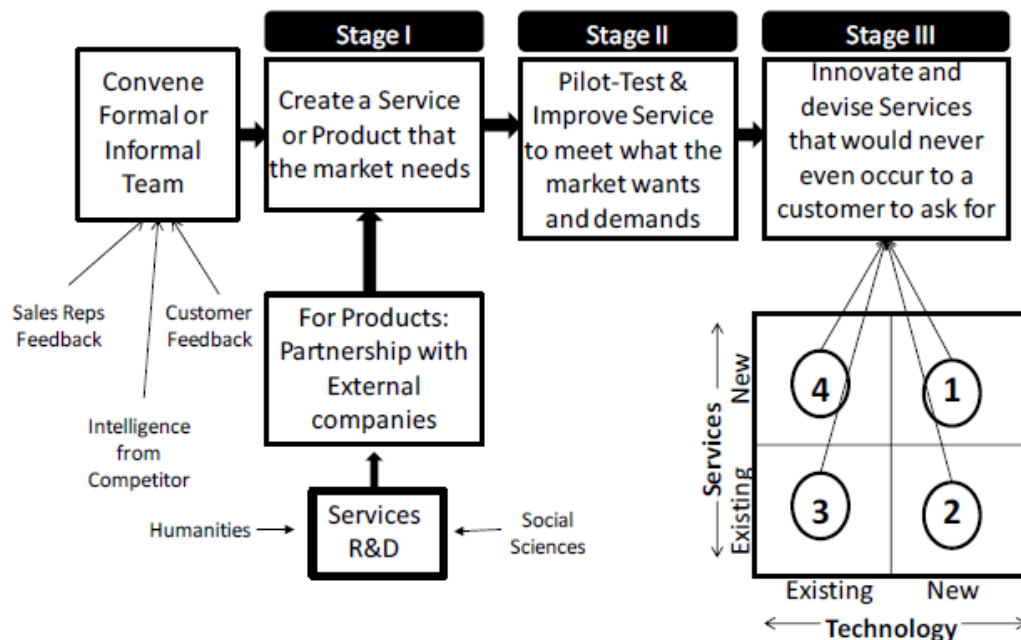 Stage I
Stage II
Stage III
Convene
Formal or
Informal
Team
Create a Service
or Product that
the market needs
Pilot-Test &
Improve Service
to meet what the
market wants
and demands
Innovate and
devise Services
that would never
even occur to a
customer to ask for
Sales Reps
Feedback
Customer
Feedback
Intelligence
from
Competitor
For Products:
Partnership with
External
companies
Humanities
Services
R&D
Social
Sciences
Services
New
Existing
4
1
3
2
Existing
New
Technology